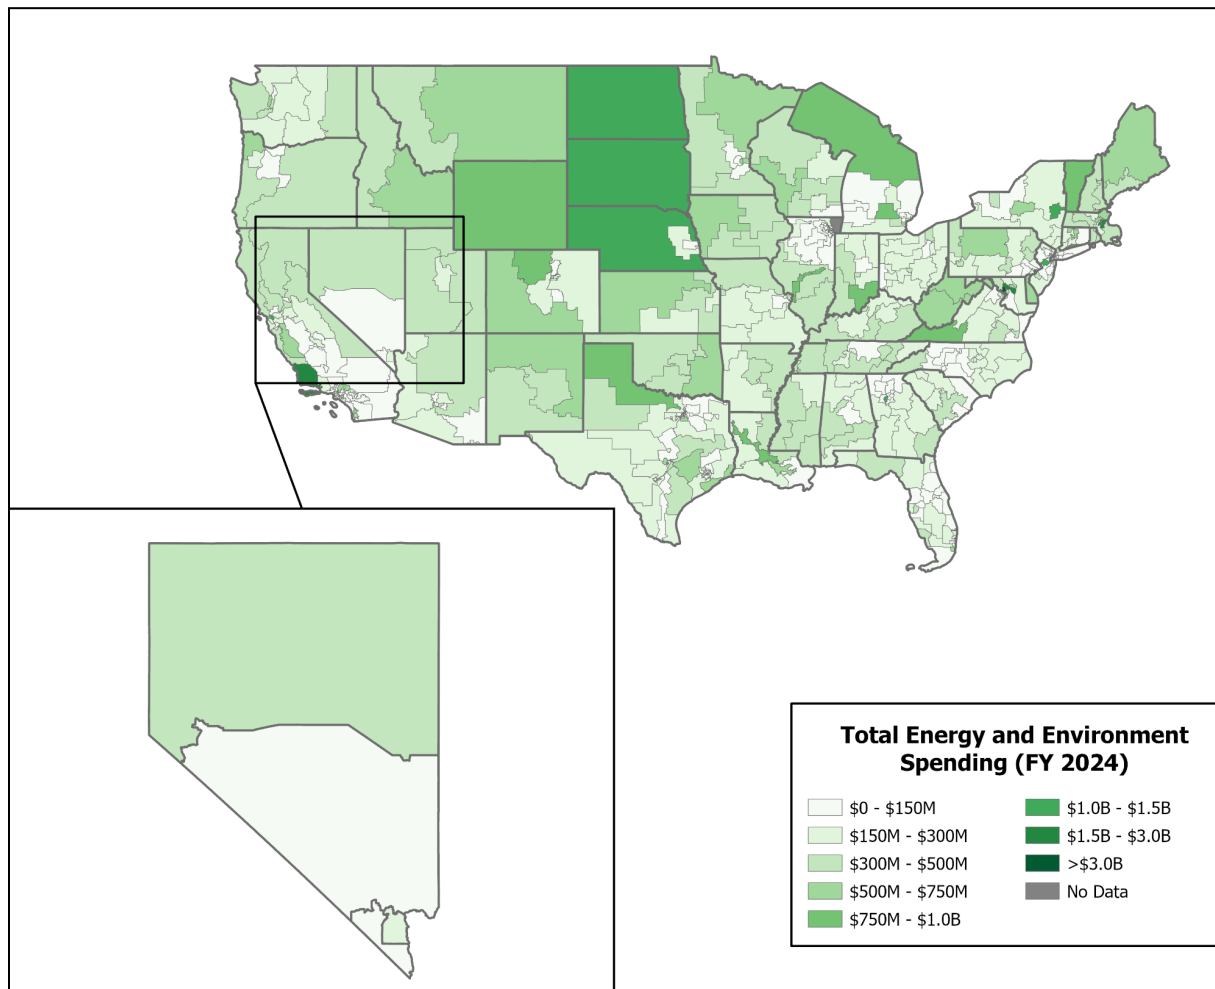 Total Energy and Environment
Spending (FY 2024)
$0 - $150M
$150M - $300M
$300M - $500M
$500M - $750M
$750M - $1.0B
$1.0B - $1.5B
$1.5B - $3.0B
>$3.0B
No Data